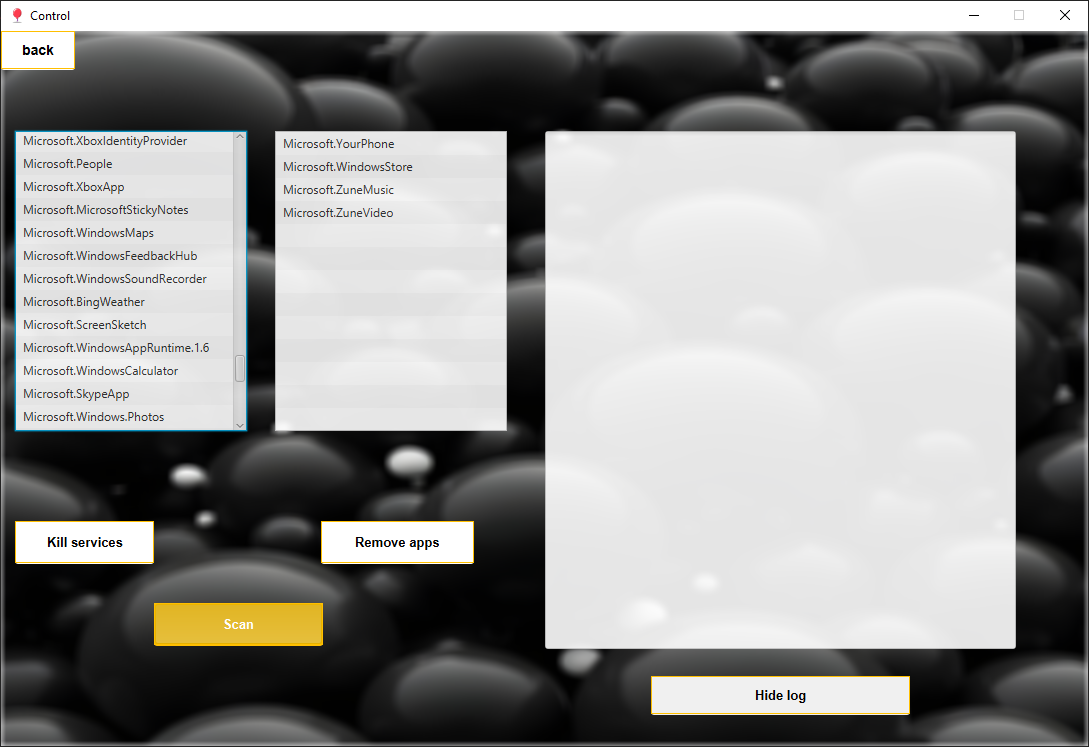 Control
back
Microsoft.XboxIdentityProvider
Microsoft.People
Microsoft.XboxApp
Microsoft.MicrosoftStickyNotes
Microsoft.WindowsMaps
Microsoft.WindowsFeedbackHub
Microsoft.WindowsSoundRecorder
Microsoft.BingWeather
Microsoft.ScreenSketch
Microsoft.WindowsAppRuntime.1.6
Microsoft.WindowsCalculator
Microsoft.SkypeApp
Microsoft.Windows.Photos
Microsoft.YourPhone
Microsoft.WindowsStore
Microsoft.ZuneMusic
Microsoft.ZuneVideo
Kill services
Remove apps
Scan
Hide log